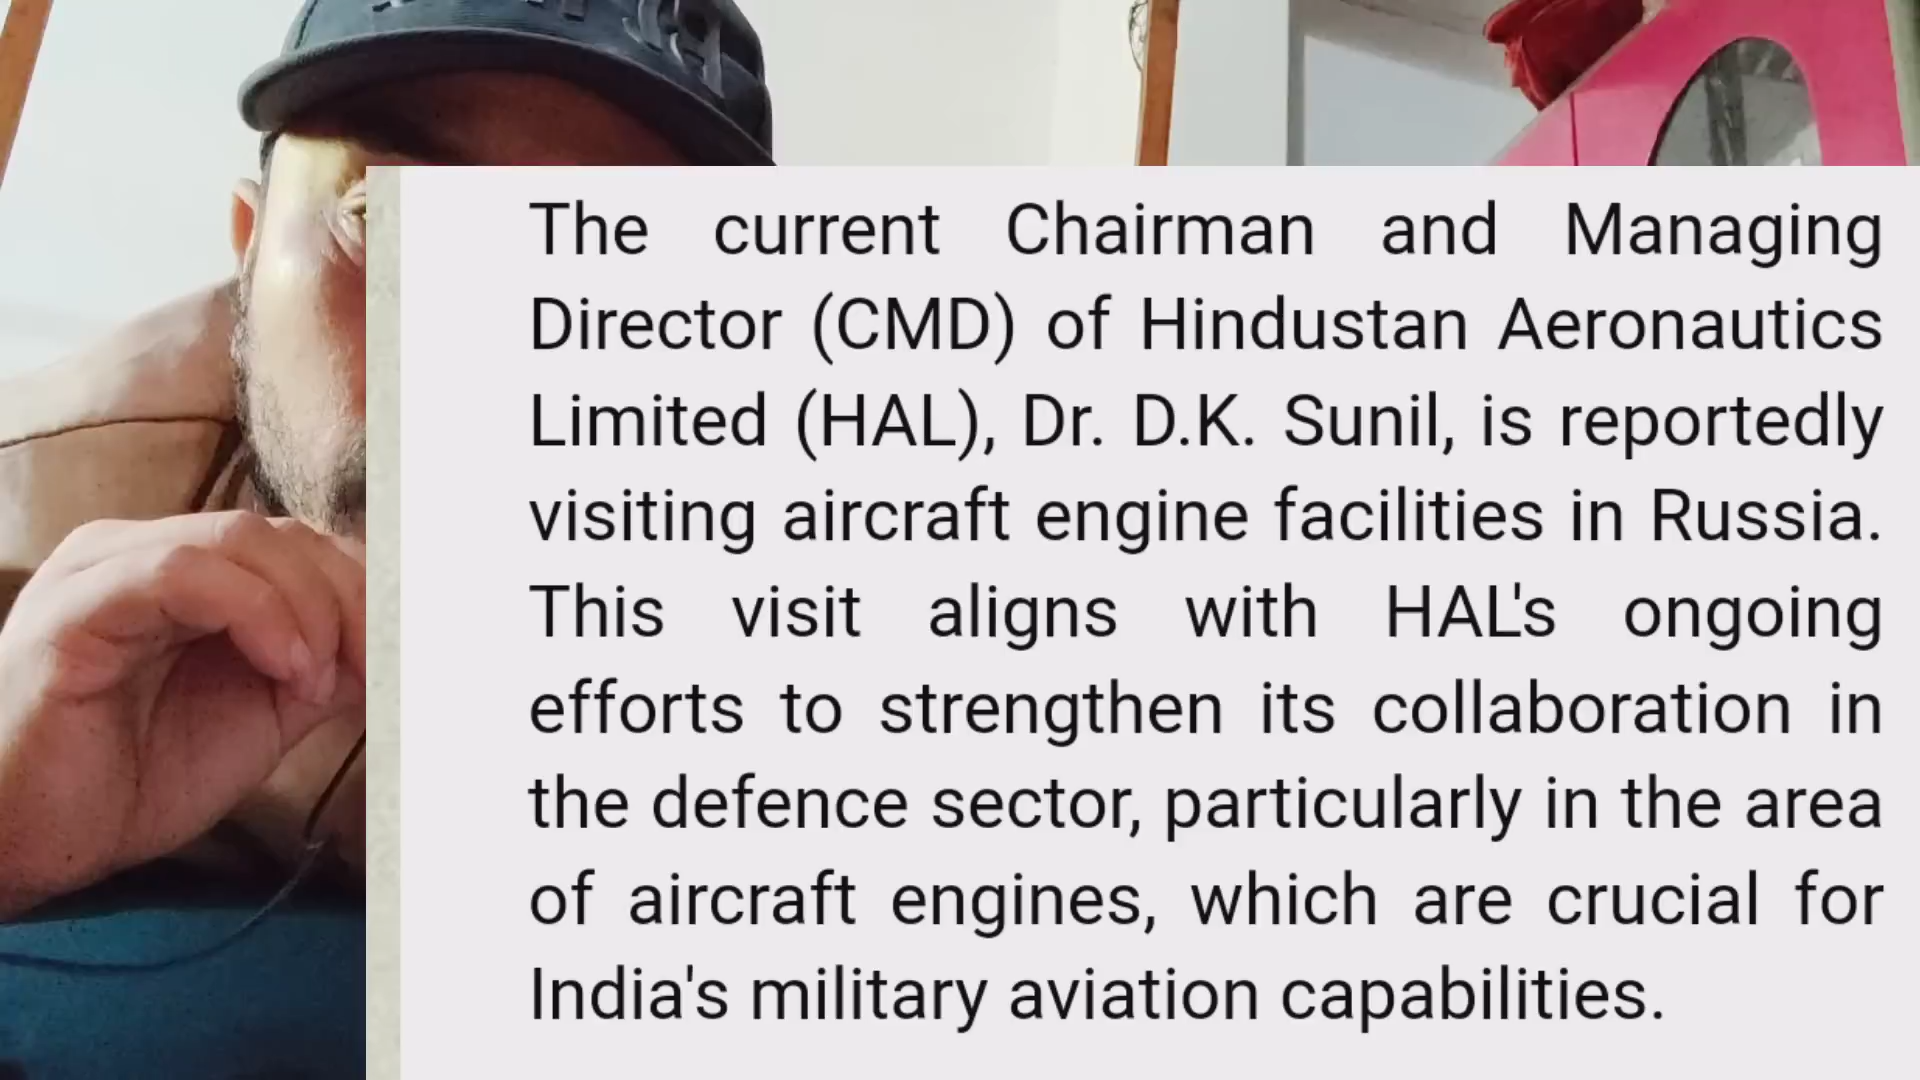 The current Chairman and Managing
Director (CMD) of Hindustan Aeronautics
Limited (HAL), Dr. D.K. Sunil, is reportedly
visiting aircraft engine facilities in Russia.
This visit aligns with HAL's ongoing
efforts to strengthen its collaboration in
the defence sector, particularly in the area
of aircraft engines, which are crucial for
India's military aviation capabilities.